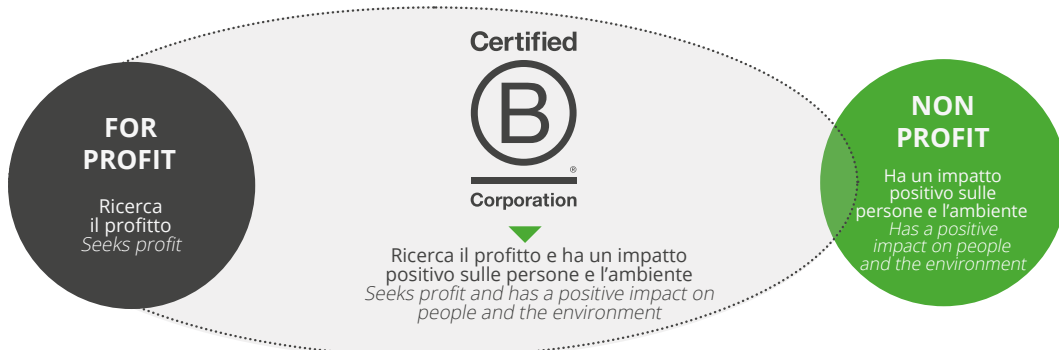 FOR
PROFIT
Ricerca
il profitto
Seeks profit
Certified
B
®
Corporation
Ricerca il profitto e ha un impatto
positivo sulle persone e l’ambiente
Seeks profit and has a positive impact on
people and the environment
NON
PROFIT
Ha un impatto
positivo sulle
persone e l’ambiente
Has a positive
impact on people
and the environment